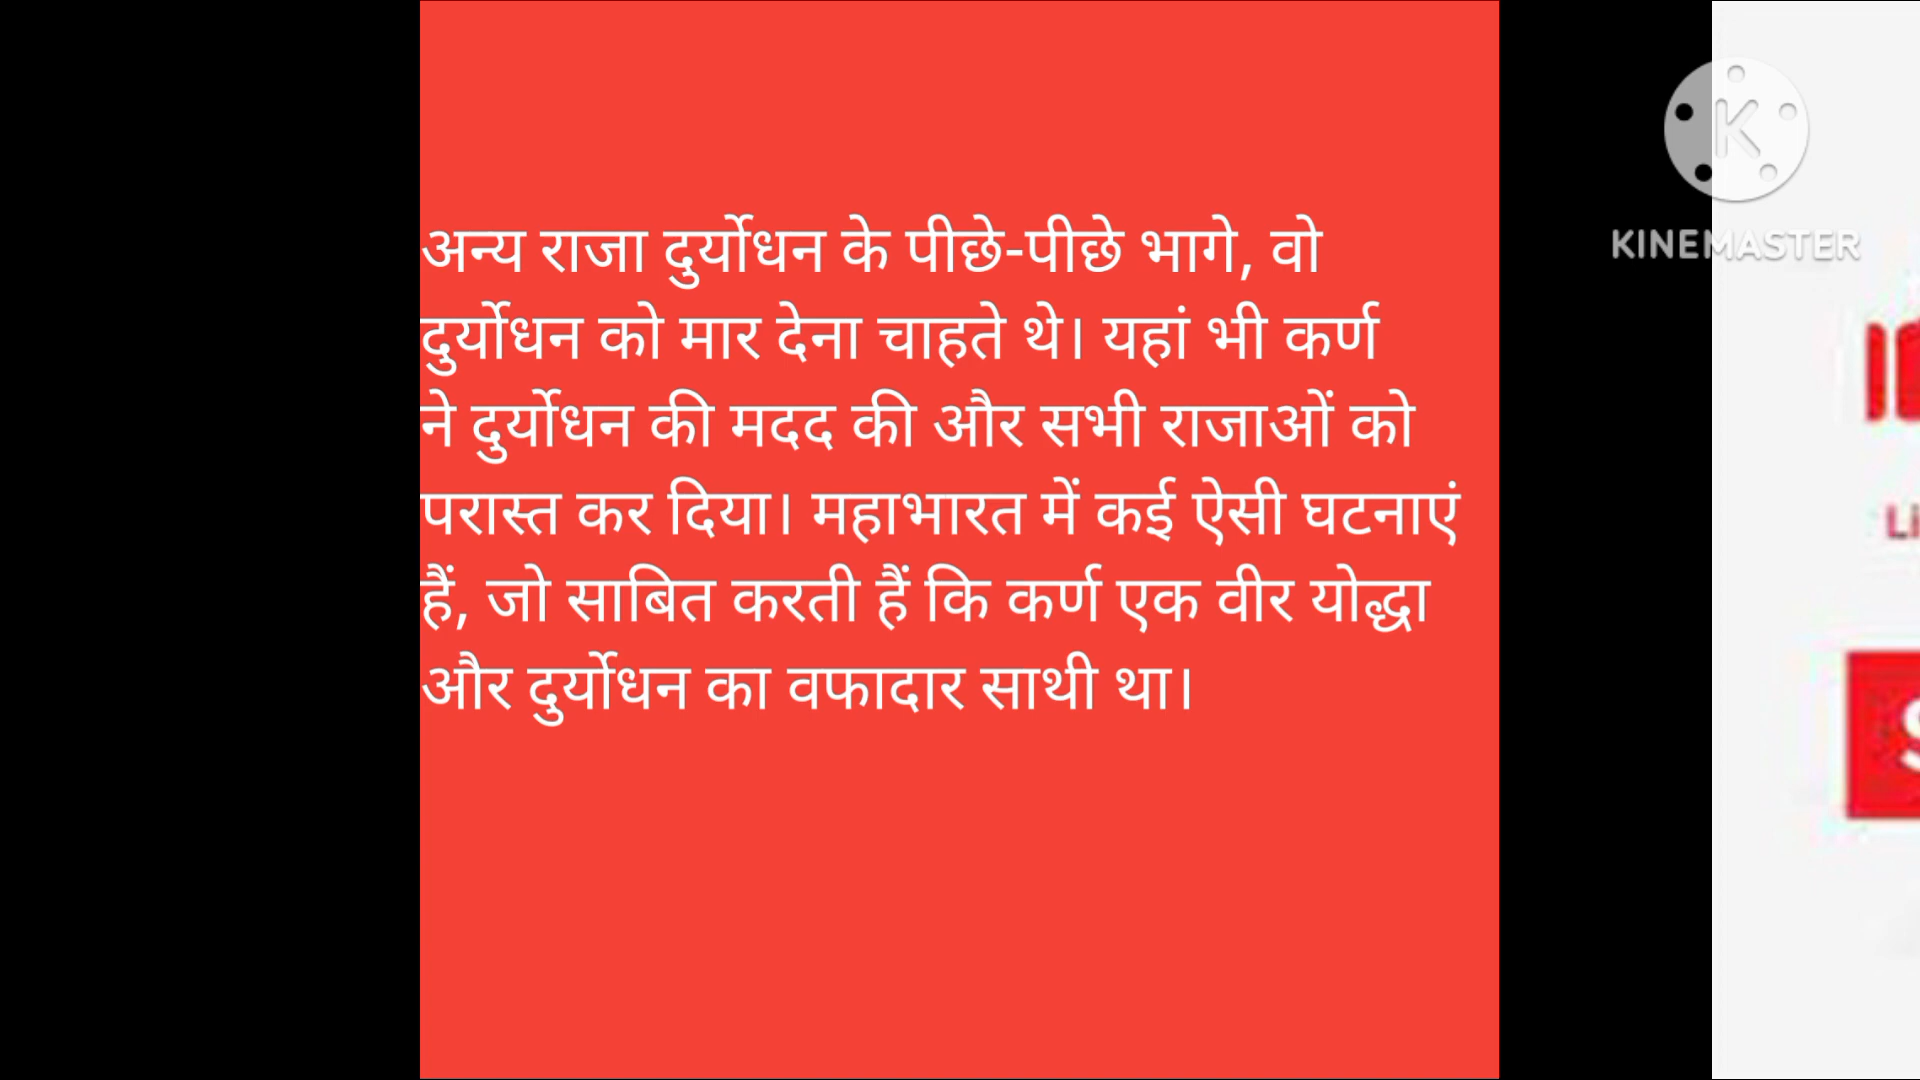 अन्य राजा दुर्योधन के पीछे-पीछे भागे, वो
दुर्योधन को मार देना चाहते थे। यहां भी कर्ण
ने दुर्योधन की मदद की और सभी राजाओं को
परास्त कर दिया। महाभारत में कई ऐसी घटनाएं
हैं, जो साबित करती हैं कि कर्ण एक वीर योद्धा
और दुर्योधन का वफादार साथी था।
K
KINEMASTER
Li
S